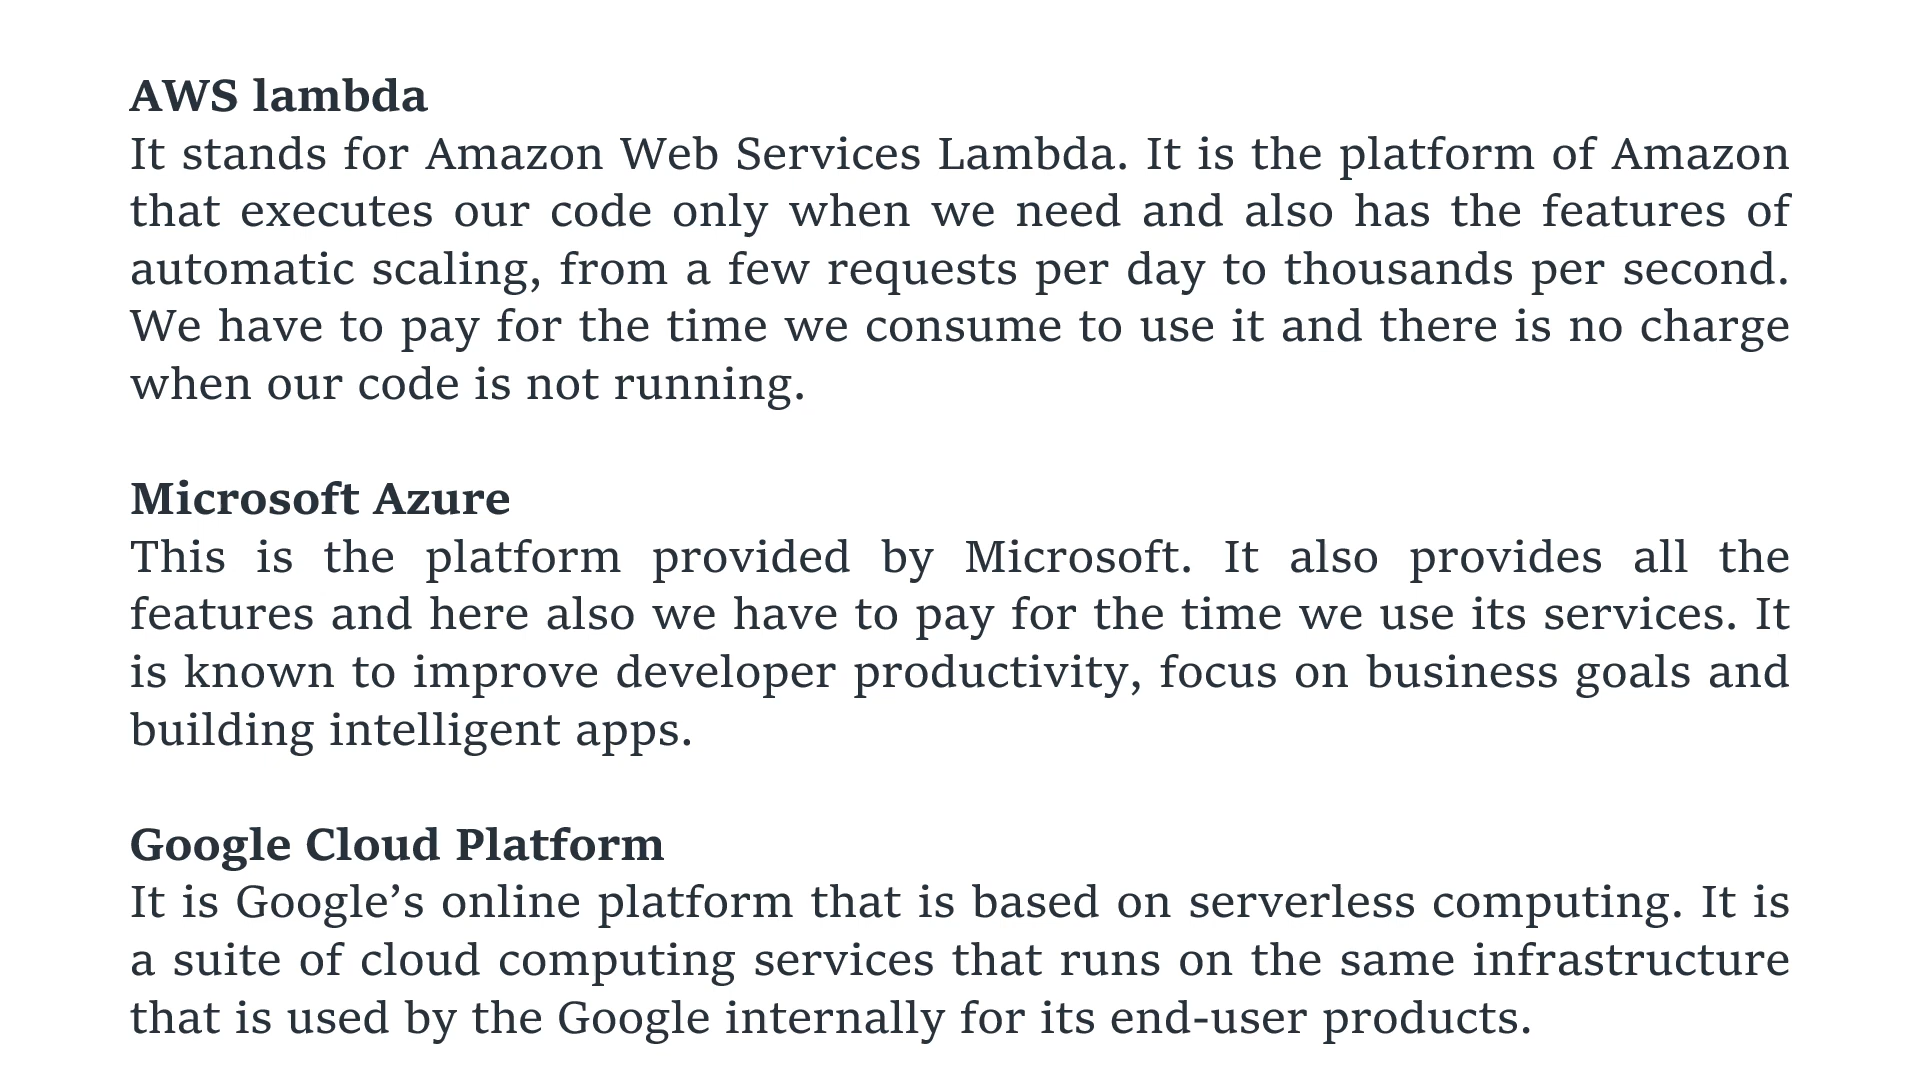 AWS lambda
It stands for Amazon Web Services Lambda. It is the platform of Amazon
that executes our code only when we need and also has the features of
automatic scaling, from a few requests per day to thousands per second.
We have to pay for the time we consume to use it and there is no charge
when our code is not running.
Microsoft Azure
This is the platform provided by Microsoft. It also provides all the
features and here also we have to pay for the time we use its services. It
is known to improve developer productivity, focus on business goals and
building intelligent apps.
Google Cloud Platform
It is Google’s online platform that is based on serverless computing. It is
a suite of cloud computing services that runs on the same infrastructure
that is used by the Google internally for its end-user products.